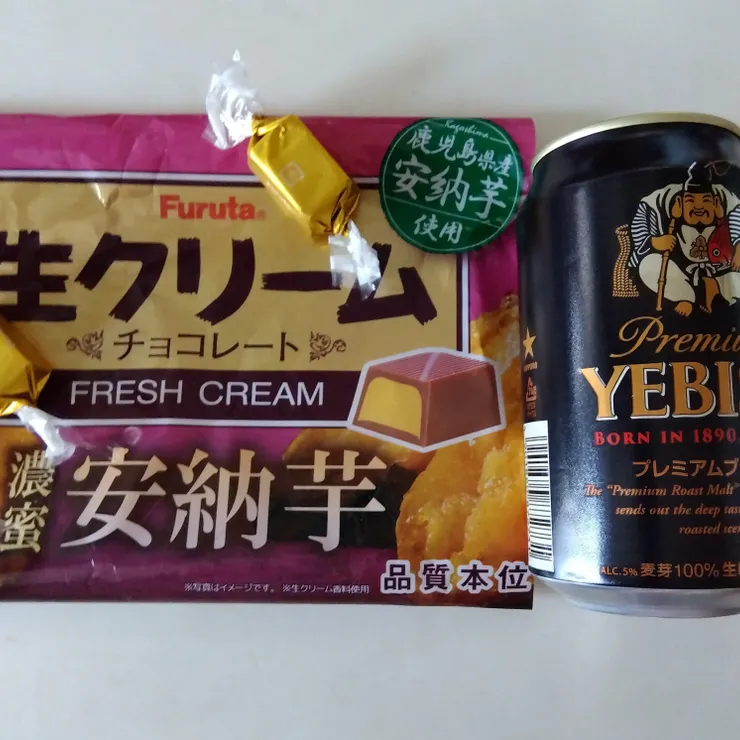 Furuta
生クリーム
チョコレート
FRESH CREAM
濃蜜
安納芋
Kagoshima
鹿児島県産
安納芋
使用
※写真はイメージです。 ※生クリーム香料使用
品質本位
Premiu
YEBIS
BORN IN 1890
プレミアムブ
The "Premium Roast Malt"
sends out the deep tas
roasted scen
ALC.5% 麦芽100% 生